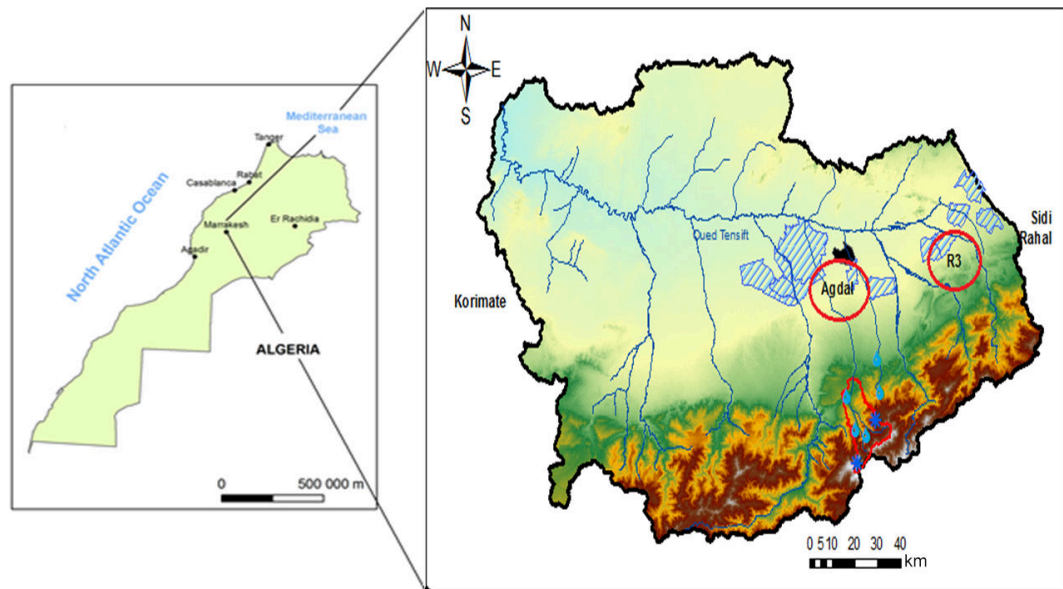 Mediterranean
Sea
Tanger
Rabat
Casablanca
North Atlantic Ocean
Marrakesh
Er Rachidia
Agadir
ALGERIA
0 500 000 m
N
W E
S
Oued Tensift
Sidi
Rahal
R3
Agdal
Korimate
0 5 10 20 30 40
km